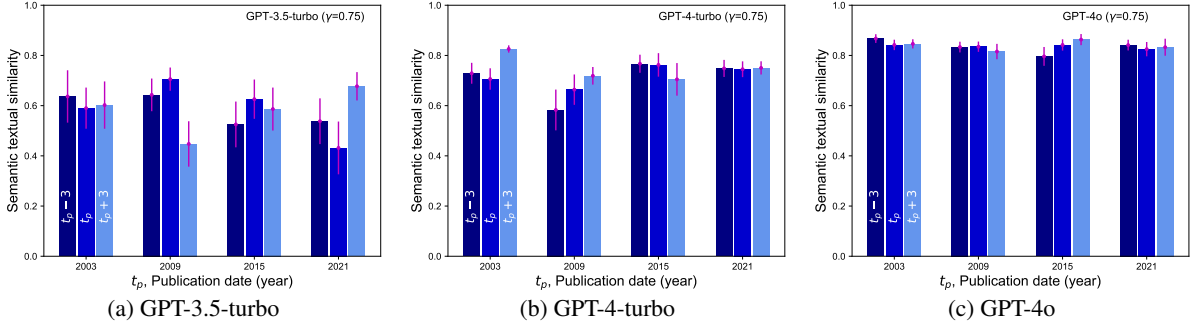 GPT-3.5-turbo (γ=0.75)
Semantic textual similarity
1.0
0.8
0.6
0.4
0.2
0.0
t_p − 3
t_p
t_p + 3
2003 2009 2015 2021
t_p, Publication date (year)
(a) GPT-3.5-turbo
GPT-4-turbo (γ=0.75)
Semantic textual similarity
1.0
0.8
0.6
0.4
0.2
0.0
t_p − 3
t_p
t_p + 3
2003 2009 2015 2021
t_p, Publication date (year)
(b) GPT-4-turbo
GPT-4o (γ=0.75)
Semantic textual similarity
1.0
0.8
0.6
0.4
0.2
0.0
t_p − 3
t_p
t_p + 3
2003 2009 2015 2021
t_p, Publication date (year)
(c) GPT-4o